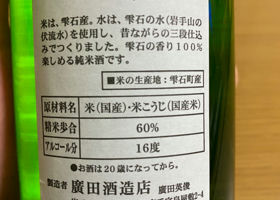 米は、雫石産。水は、雫石の水(岩手山の
伏流水)を使用し、昔ながらの三段仕込
みでつくりました。雫石の香り100%
楽しめる純米酒です。
■米の生産地:雫石町産
原材料名 米(国産)・米こうじ(国産米)
精米歩合 60%
アルコール分 16度
●お酒は20歳になってから。
製造者 廣田酒造店 廣田英俊